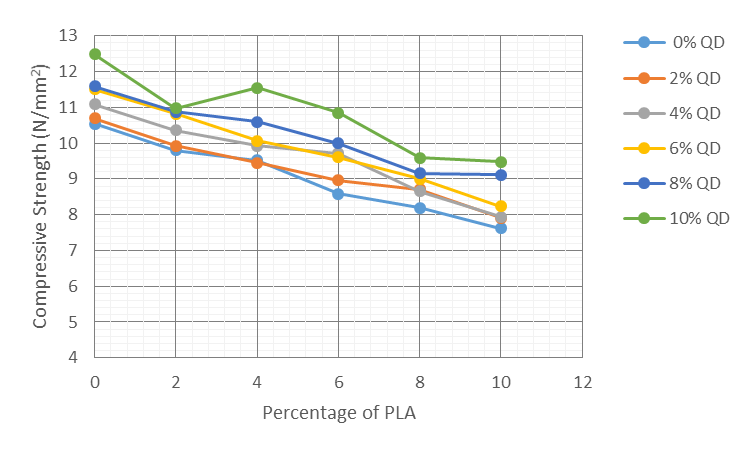 13
12
11
10
9
8
7
6
5
4
0 2 4 6 8 10 12
Compressive Strength (N/mm²)
Percentage of PLA
0% QD
2% QD
4% QD
6% QD
8% QD
10% QD